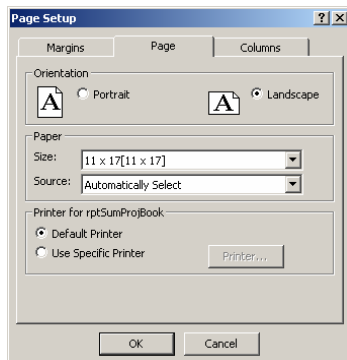 Page Setup
Margins Page Columns
Orientation
A Portrait A Landscape
Paper
Size: 11 x 17[11 x 17]
Source: Automatically Select
Printer for rptSumProjBook
Default Printer
Use Specific Printer Printer...
OK Cancel